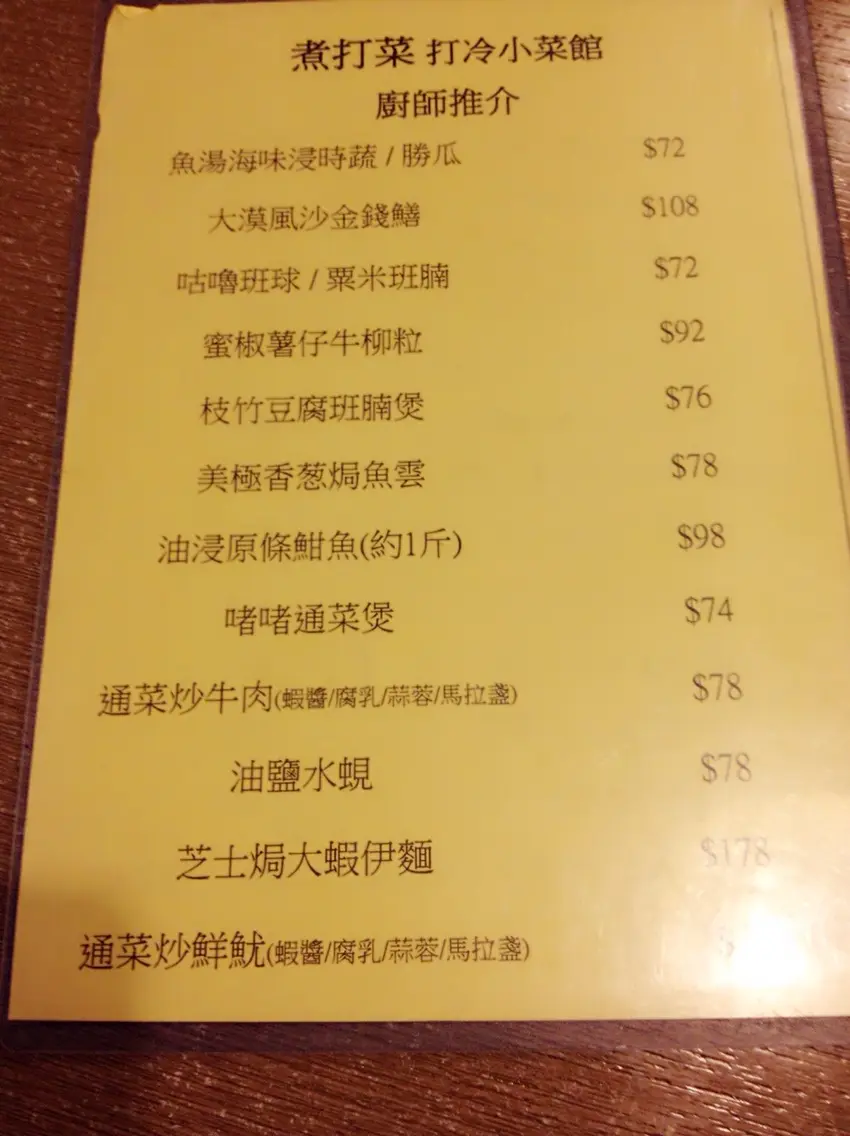 煮打菜 打冷小菜館
廚師推介
魚湯海味浸時蔬 / 勝瓜 $72
大漠風沙金錢鱔 $108
咕嚕班球 / 粟米班腩 $72
蜜椒薯仔牛柳粒 $92
枝竹豆腐班腩煲 $76
美極香葱焗魚雲 $78
油浸原條魽魚(約1斤) $98
啫啫通菜煲 $74
通菜炒牛肉(蝦醬/腐乳/蒜蓉/馬拉盞) $78
油鹽水蜆 $78
芝士焗大蝦伊麵 $178
通菜炒鮮魷(蝦醬/腐乳/蒜蓉/馬拉盞) $